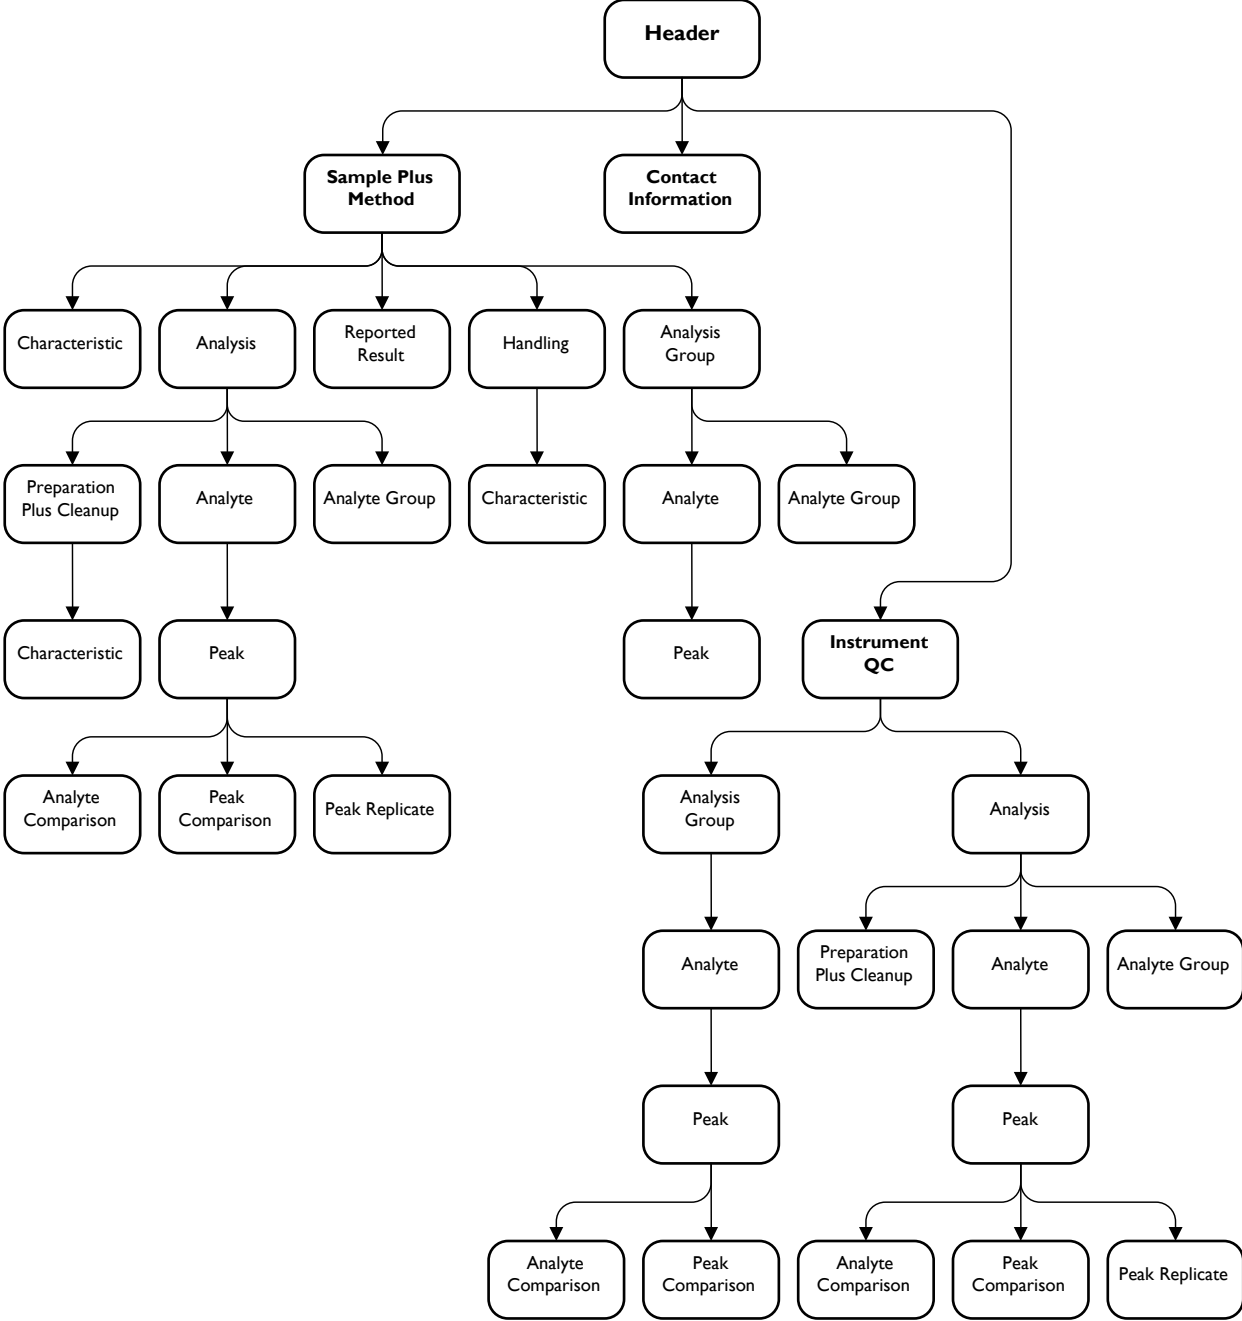 Header
Sample Plus
Method
Contact
Information
Characteristic
Analysis
Reported
Result
Handling
Analysis
Group
Preparation
Plus Cleanup
Analyte
Analyte Group
Characteristic
Analyte
Analyte Group
Characteristic
Peak
Peak
Instrument
QC
Analyte
Comparison
Peak
Comparison
Peak Replicate
Analysis
Group
Analysis
Analyte
Preparation
Plus Cleanup
Analyte
Analyte Group
Peak
Peak
Analyte
Comparison
Peak
Comparison
Analyte
Comparison
Peak
Comparison
Peak Replicate